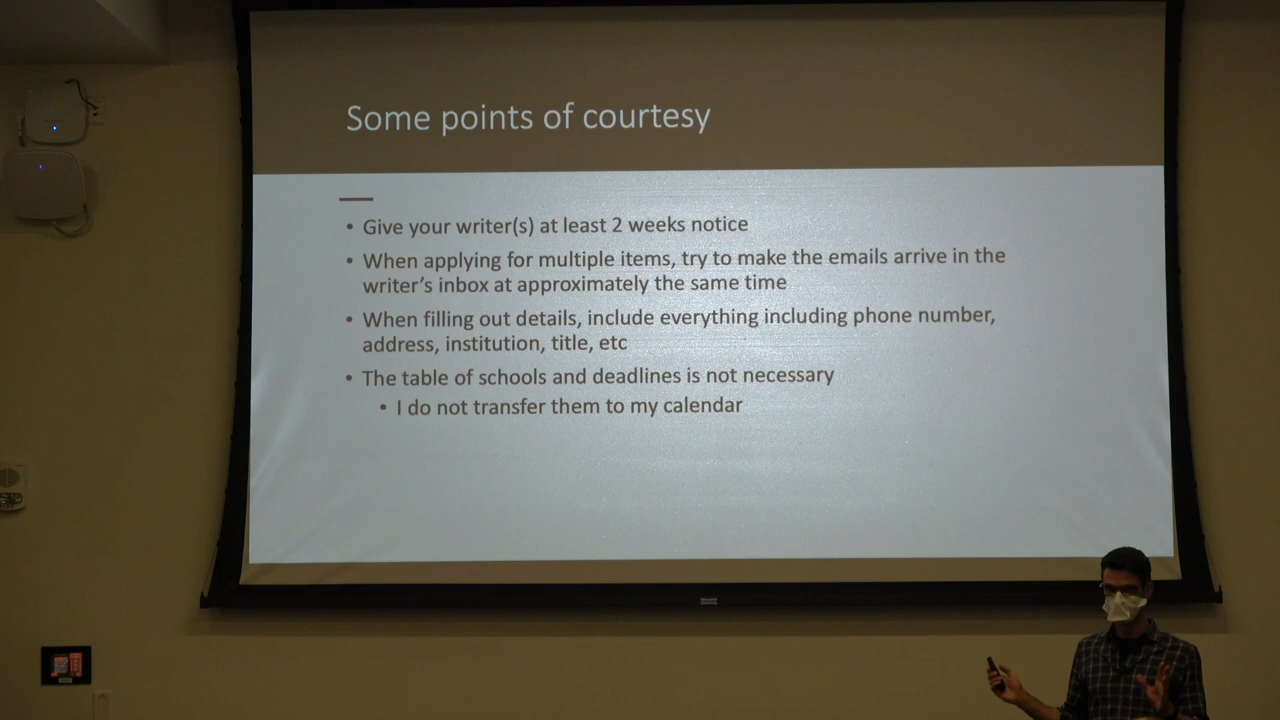 Some points of courtesy
• Give your writer(s) at least 2 weeks notice
• When applying for multiple items, try to make the emails arrive in the
writer's inbox at approximately the same time
• When filling out details, include everything including phone number,
address, institution, title, etc
• The table of schools and deadlines is not necessary
• I do not transfer them to my calendar